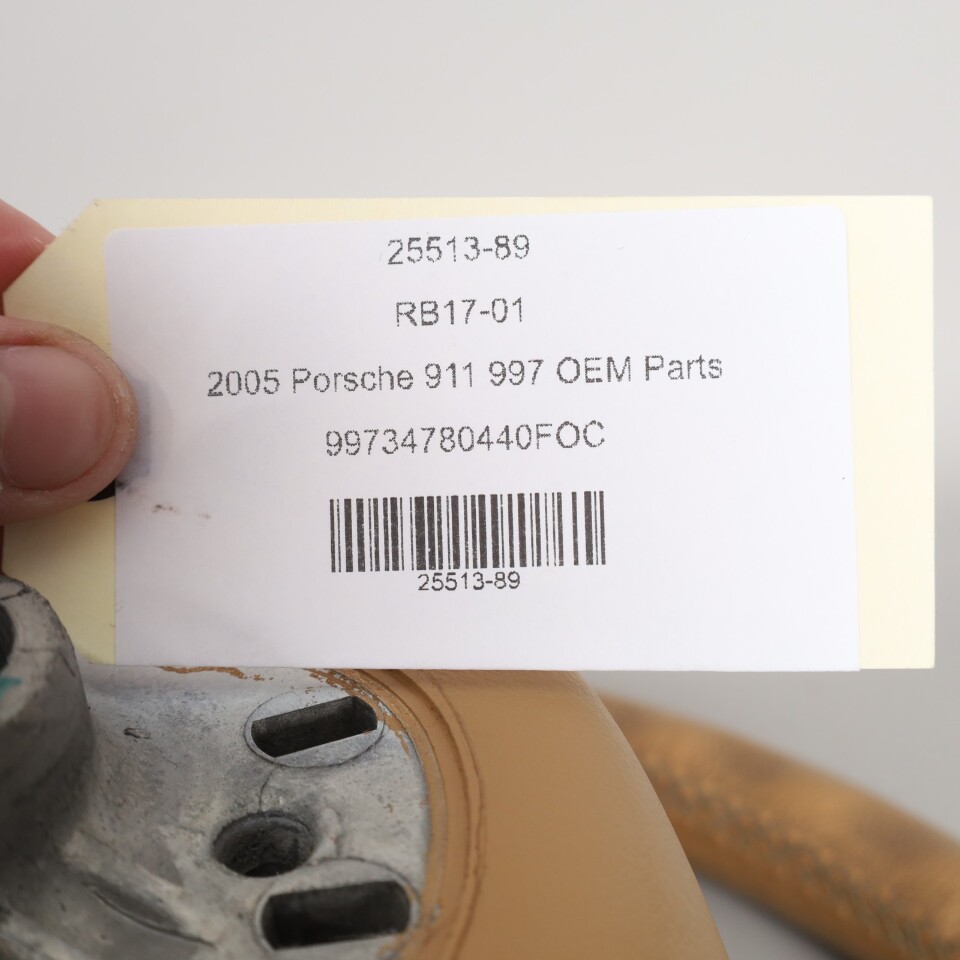 25513-89
RB17-01
2005 Porsche 911 997 OEM Parts
99734780440FOC
25513-89